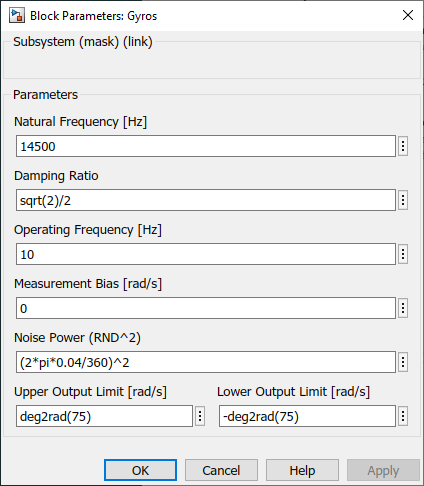 Block Parameters: Gyros
Subsystem (mask) (link)
Parameters
Natural Frequency [Hz]
14500
Damping Ratio
sqrt(2)/2
Operating Frequency [Hz]
10
Measurement Bias [rad/s]
0
Noise Power (RND^2)
(2*pi*0.04/360)^2
Upper Output Limit [rad/s] Lower Output Limit [rad/s]
deg2rad(75) -deg2rad(75)
OK Cancel Help Apply